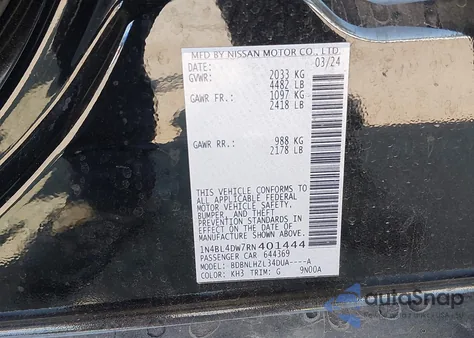 MFD BY NISSAN MOTOR CO., LTD.
DATE: 03/24
GVWR: 2033 KG
4482 LB
GAWR FR.: 1097 KG
2418 LB
GAWR RR.: 988 KG
2178 LB
THIS VEHICLE CONFORMS TO
ALL APPLICABLE FEDERAL
MOTOR VEHICLE SAFETY,
BUMPER, AND THEFT
PREVENTION STANDARDS IN
EFFECT ON THE DATE OF
MANUFACTURE SHOWN ABOVE.
1N4BL4DW7RN401444
PASSENGER CAR 644369
MODEL: BDBNLHZL34DUA----A
COLOR: KH3 TRIM: G 9N00A
autoSnap